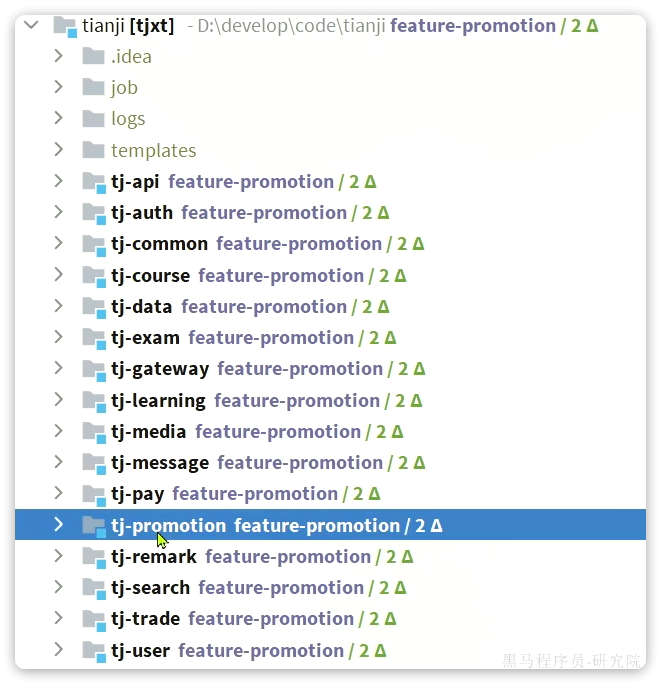 tianji [tjxt] - D:\develop\code\tianji feature-promotion / 2 Δ
.idea
job
logs
templates
tj-api feature-promotion / 2 Δ
tj-auth feature-promotion / 2 Δ
tj-common feature-promotion / 2 Δ
tj-course feature-promotion / 2 Δ
tj-data feature-promotion / 2 Δ
tj-exam feature-promotion / 2 Δ
tj-gateway feature-promotion / 2 Δ
tj-learning feature-promotion / 2 Δ
tj-media feature-promotion / 2 Δ
tj-message feature-promotion / 2 Δ
tj-pay feature-promotion / 2 Δ
tj-promotion feature-promotion / 2 Δ
tj-remark feature-promotion / 2 Δ
tj-search feature-promotion / 2 Δ
tj-trade feature-promotion / 2 Δ
tj-user feature-promotion / 2 Δ
黑马程序员-研究院